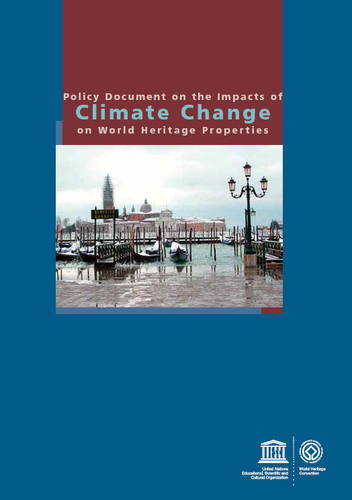 Policy Document on the Impacts of
Climate Change
on World Heritage Properties
United Nations
Educational, Scientific and
Cultural Organization
World Heritage
Convention